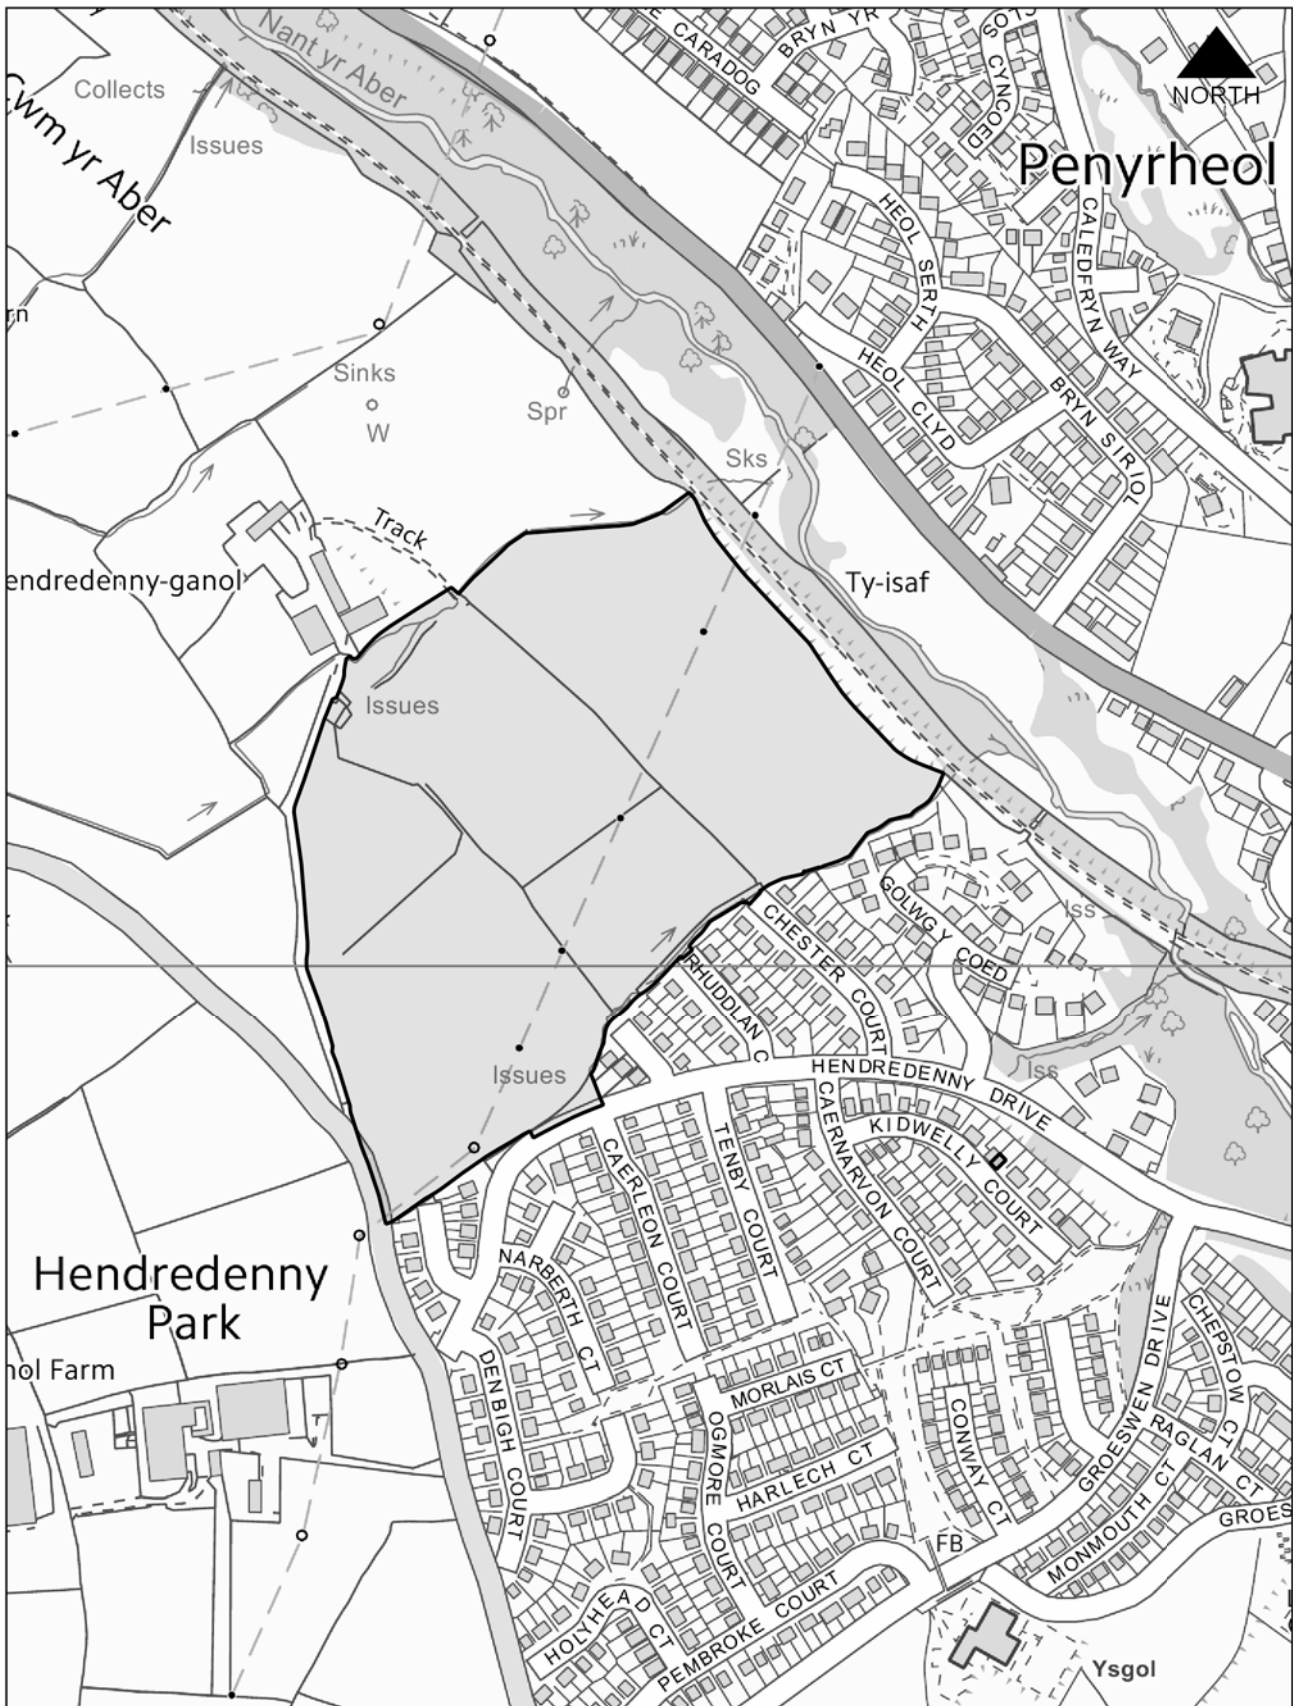 CARADOG
BRYN YR
CLOS
CYNCOED
NORTH
Nant yr Aber
Collects
Issues
Cwm yr Aber
Penyrheol
HEOL SERTH
CALEDFRYN WAY
rn
Sinks
W
Spr
HEOL CLYD
BRYN SIRIOL
Sks
Track
endredenny-ganol
Ty-isaf
Issues
GOLWG Y COED
Iss
CHESTER COURT
RHUDDLAN C
Issues
HENDREDENNY DRIVE
Iss
KIDWELLY COURT
CAERNARVON COURT
TENBY COURT
CAERLEON COURT
NARBERTH CT
Hendredenny
Park
nol Farm
DENBIGH COURT
MORLAIS CT
OGMORE COURT
HARLECH CT
CONWAY CT
GROESWEN DRIVE
CHEPSTOW CT
RAGLAN CT
MONMOUTH CT
GROES
FB
HOLYHEAD CT
PEMBROKE COURT
Ysgol